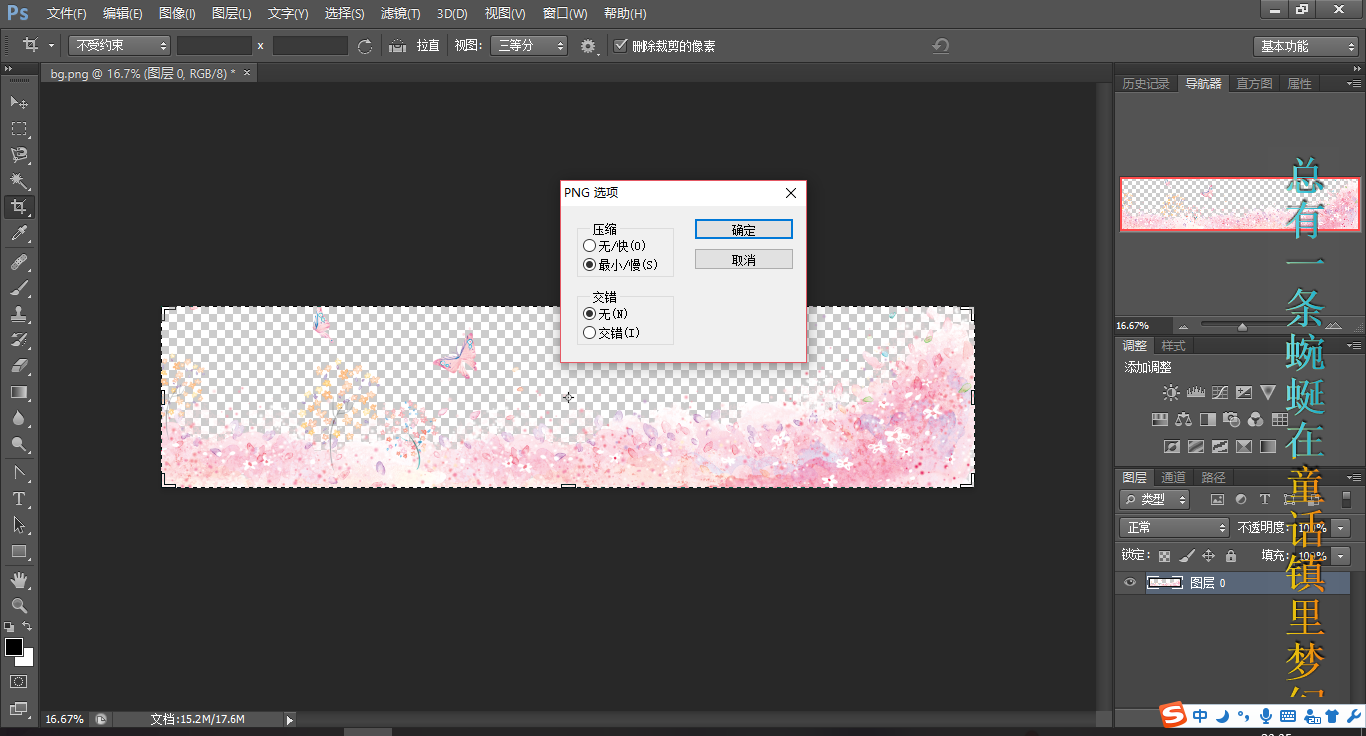 Ps 文件(F) 编辑(E) 图像(I) 图层(L) 文字(Y) 选择(S) 滤镜(T) 3D(D) 视图(V) 窗口(W) 帮助(H)
不受约束 x 拉直 视图: 三等分 删除裁剪的像素 基本功能
bg.png @ 16.7% (图层 0, RGB/8) * ×
历史记录 导航器 直方图 属性
PNG 选项
压缩
无/快(O)
最小/慢(S)
交错
无(N)
交错(I)
确定
取消
16.67%
调整 样式
添加调整
图层 通道 路径
类型
正常 不透明度: 100%
锁定: 填充: 100%
图层 0
总有一条蜿蜒在童话镇里梦
16.67% 文档:15.2M/17.6M
S 中